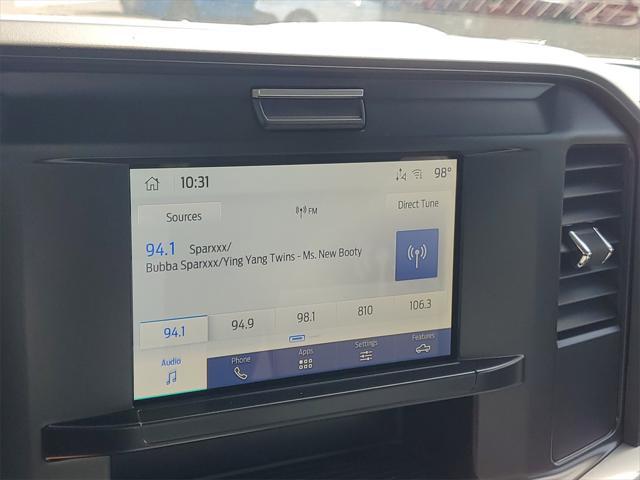 10:31
98°
Sources
FM
Direct Tune
94.1 Sparxxx/
Bubba Sparxxx/Ying Yang Twins - Ms. New Booty
94.1
94.9
98.1
810
106.3
Audio
Phone
Apps
Settings
Features